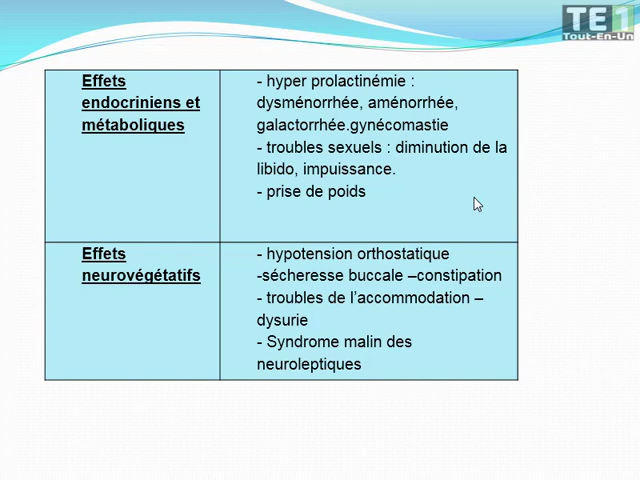 TE1
Tout-En-Un
Effets
endocriniens et
métaboliques
- hyper prolactinémie :
dysménorrhée, aménorrhée,
galactorrhée.gynécomastie
- troubles sexuels : diminution de la
libido, impuissance.
- prise de poids
Effets
neurovégétatifs
- hypotension orthostatique
-sécheresse buccale –constipation
- troubles de l’accommodation –
dysurie
- Syndrome malin des
neuroleptiques